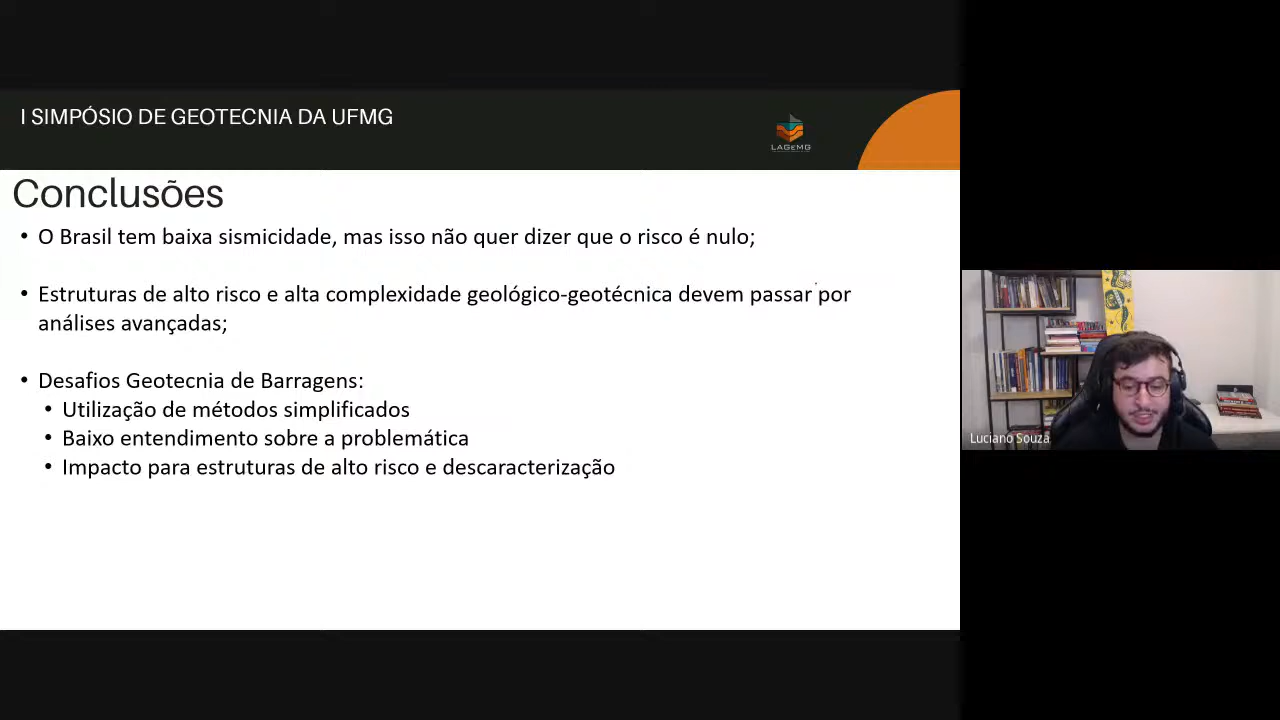 I SIMPÓSIO DE GEOTECNIA DA UFMG
LAGEMG
Conclusões
• O Brasil tem baixa sismicidade, mas isso não quer dizer que o risco é nulo;
• Estruturas de alto risco e alta complexidade geológico-geotécnica devem passar por
análises avançadas;
• Desafios Geotecnia de Barragens:
• Utilização de métodos simplificados
• Baixo entendimento sobre a problemática
• Impacto para estruturas de alto risco e descaracterização
Luciano Souza